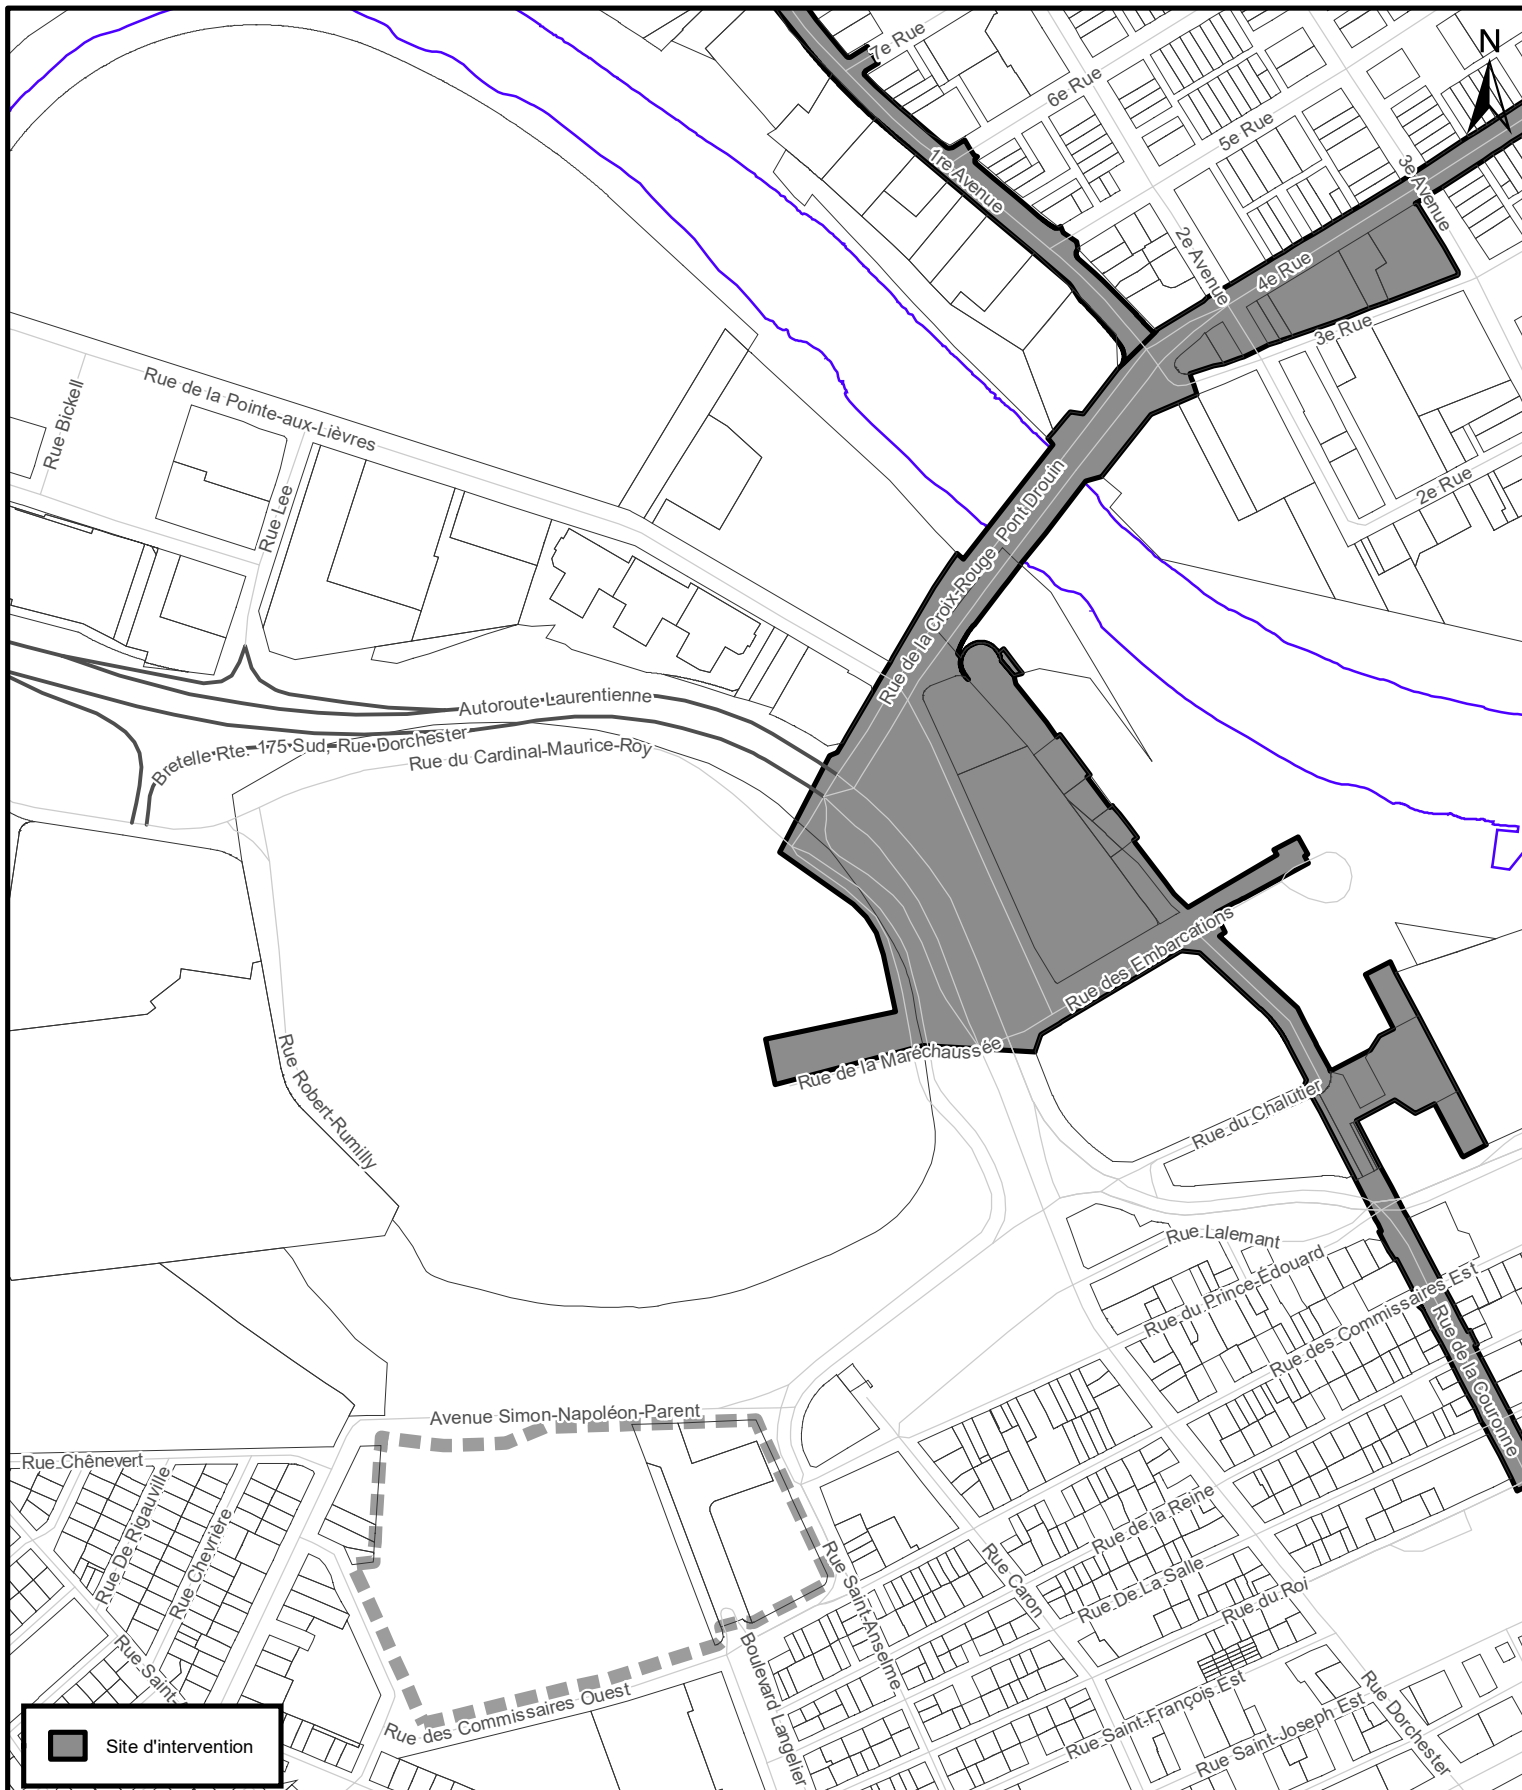 7e Rue
N
6e Rue
5e Rue
1re Avenue
3e Avenue
2e Avenue
4e Rue
3e Rue
Rue Bickell
Rue de la Pointe-aux-Lièvres
Rue Lee
2e Rue
Pont Drouin
Rue de la Croix-Rouge
Autoroute Laurentienne
Bretelle Rte. 175 Sud, Rue Dorchester
Rue du Cardinal-Maurice-Roy
Rue des Embarcations
Rue de la Maréchaussée
Rue Robert-Rumilly
Rue du Chalutier
Rue Lalemant
Rue du Prince-Édouard
Rue des Commissaires Est
Rue de la Couronne
Avenue Simon-Napoléon-Parent
Rue Chênevert
Rue De Rigauville
Rue Chevrière
Rue de la Reine
Rue Saint-Anselme
Rue Caron
Rue De La Salle
Rue du Roi
Rue Saint-
Boulevard Langelier
Rue des Commissaires Ouest
Rue Saint-François Est
Rue Saint-Joseph Est
Rue Dorchester
Site d'intervention